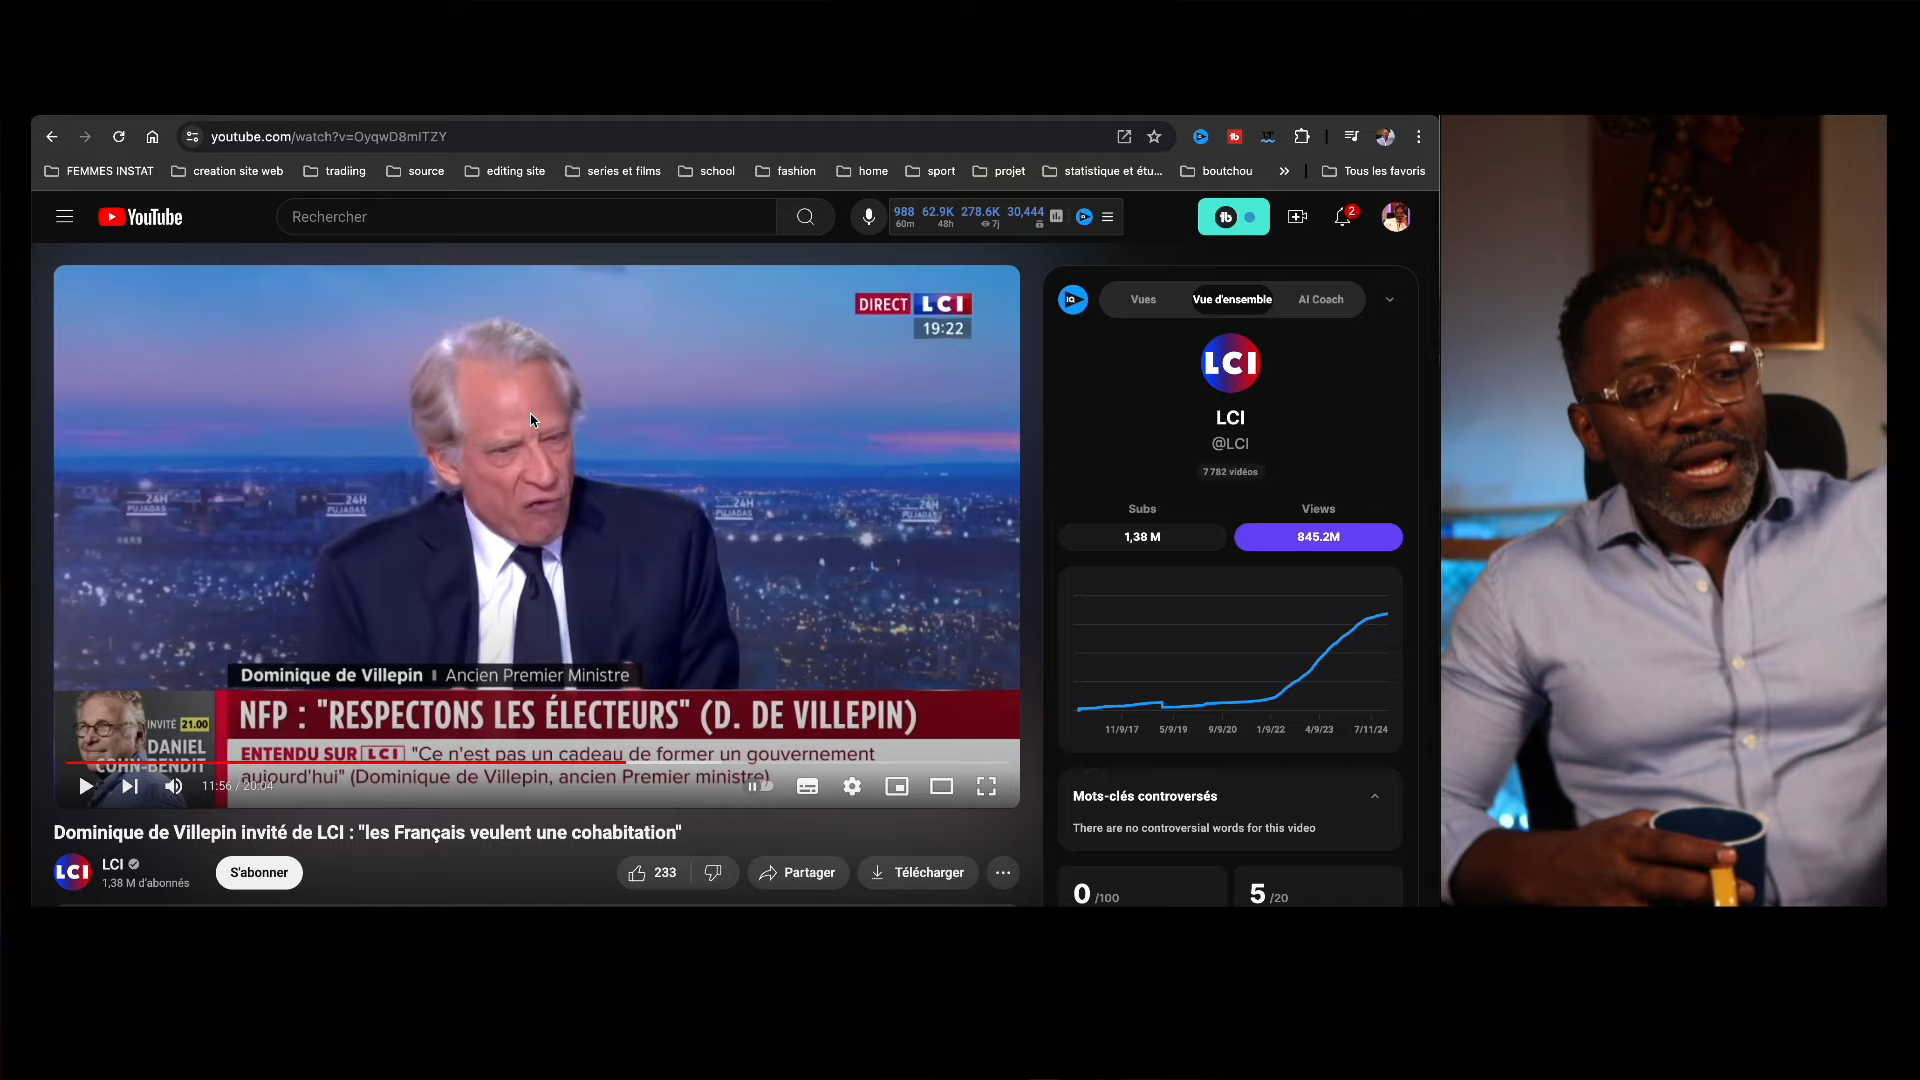 youtube.com/watch?v=OyqwD8mlTZY
FEMMES INSTAT creation site web tradiing source editing site series et films school fashion home sport projet statistique et étu... boutchou Tous les favoris
YouTube
Rechercher
988 62.9K 278.6K 30,444
60m 48h 7j
2
DIRECT LCI
19:22
24H PUJADAS 24H PUJADAS 24H PUJADAS 24H PUJADAS
Dominique de Villepin Ancien Premier Ministre
INVITÉ 21.00
DANIEL
COHN-BENDIT
NFP : "RESPECTONS LES ÉLECTEURS" (D. DE VILLEPIN)
ENTENDU SUR LCI "Ce n'est pas un cadeau de former un gouvernement
aujourd'hui" (Dominique de Villepin, ancien Premier ministre)
11:56 / 20:04
Dominique de Villepin invité de LCI : "les Français veulent une cohabitation"
LCI
LCI
1,38 M d'abonnés
S'abonner
233
Partager
Télécharger
IQ
Vues Vue d'ensemble AI Coach
LCI
LCI
@LCI
7 782 vidéos
Subs Views
1,38 M 845.2M
11/9/17 5/9/19 9/9/20 1/9/22 4/9/23 7/11/24
Mots-clés controversés
There are no controversial words for this video
0 /100 5 /20